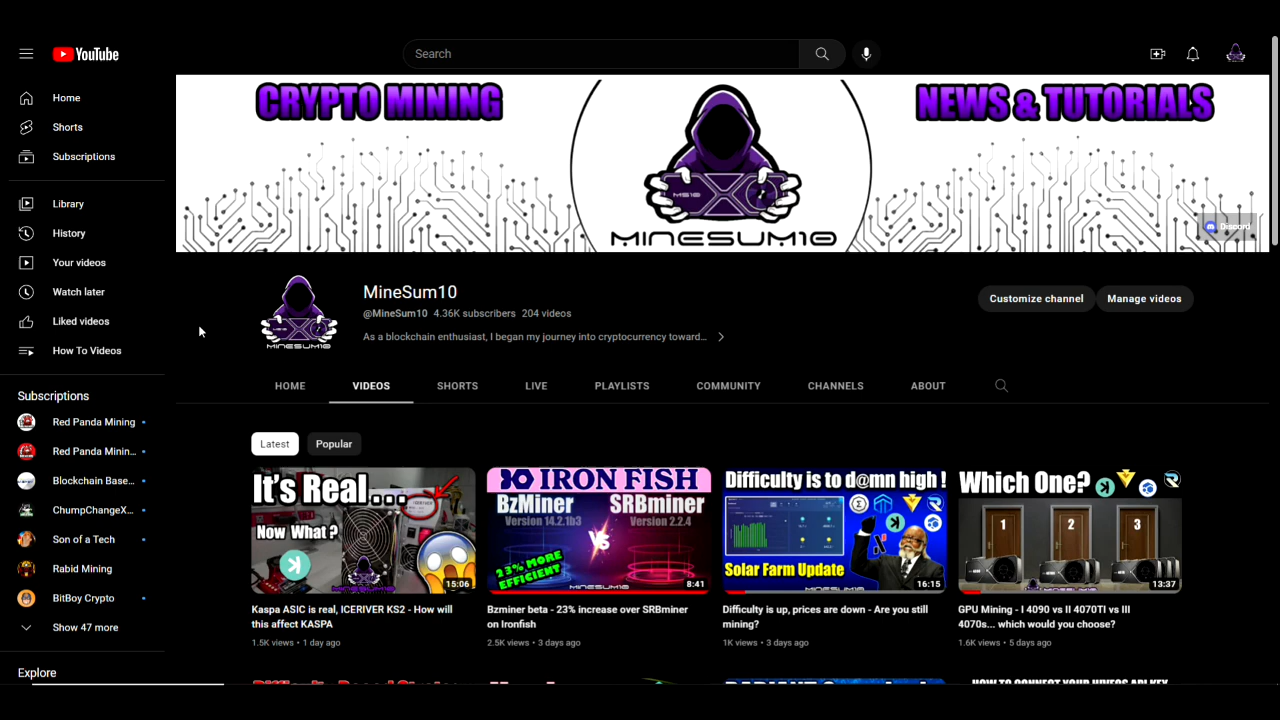 YouTube
Search
Home
Shorts
Subscriptions
Library
History
Your videos
Watch later
Liked videos
How To Videos
Subscriptions
Red Panda Mining
Red Panda Minin...
Blockchain Base...
ChumpChangeX...
Son of a Tech
Rabid Mining
BitBoy Crypto
Show 47 more
Explore
CRYPTO MINING
NEWS & TUTORIALS
MS10
MINESUM10
Discord
MineSum10
@MineSum10 4.36K subscribers 204 videos
As a blockchain enthusiast, I began my journey into cryptocurrency toward...
Customize channel
Manage videos
MINESUM10
HOME
VIDEOS
SHORTS
LIVE
PLAYLISTS
COMMUNITY
CHANNELS
ABOUT
Latest
Popular
It's Real...
Now What ?
15:06
Kaspa ASIC is real, ICERIVER KS2 - How will
this affect KASPA
1.5K views • 1 day ago
IRON FISH
BzMiner
Version 14.2.1b3
SRBminer
Version 2.2.4
VS
23% MORE
EFFICIENT
MINESUM10
8:41
Bzminer beta - 23% increase over SRBminer
on Ironfish
2.5K views • 3 days ago
Difficulty is to d@mn high !
Solar Farm Update
MINESUM10
16:15
Difficulty is up, prices are down - Are you still
mining?
1K views • 3 days ago
Which One?
1
2
3
MINESUM10
13:37
GPU Mining - I 4090 vs II 4070TI vs III
4070s... which would you choose?
1.6K views • 5 days ago